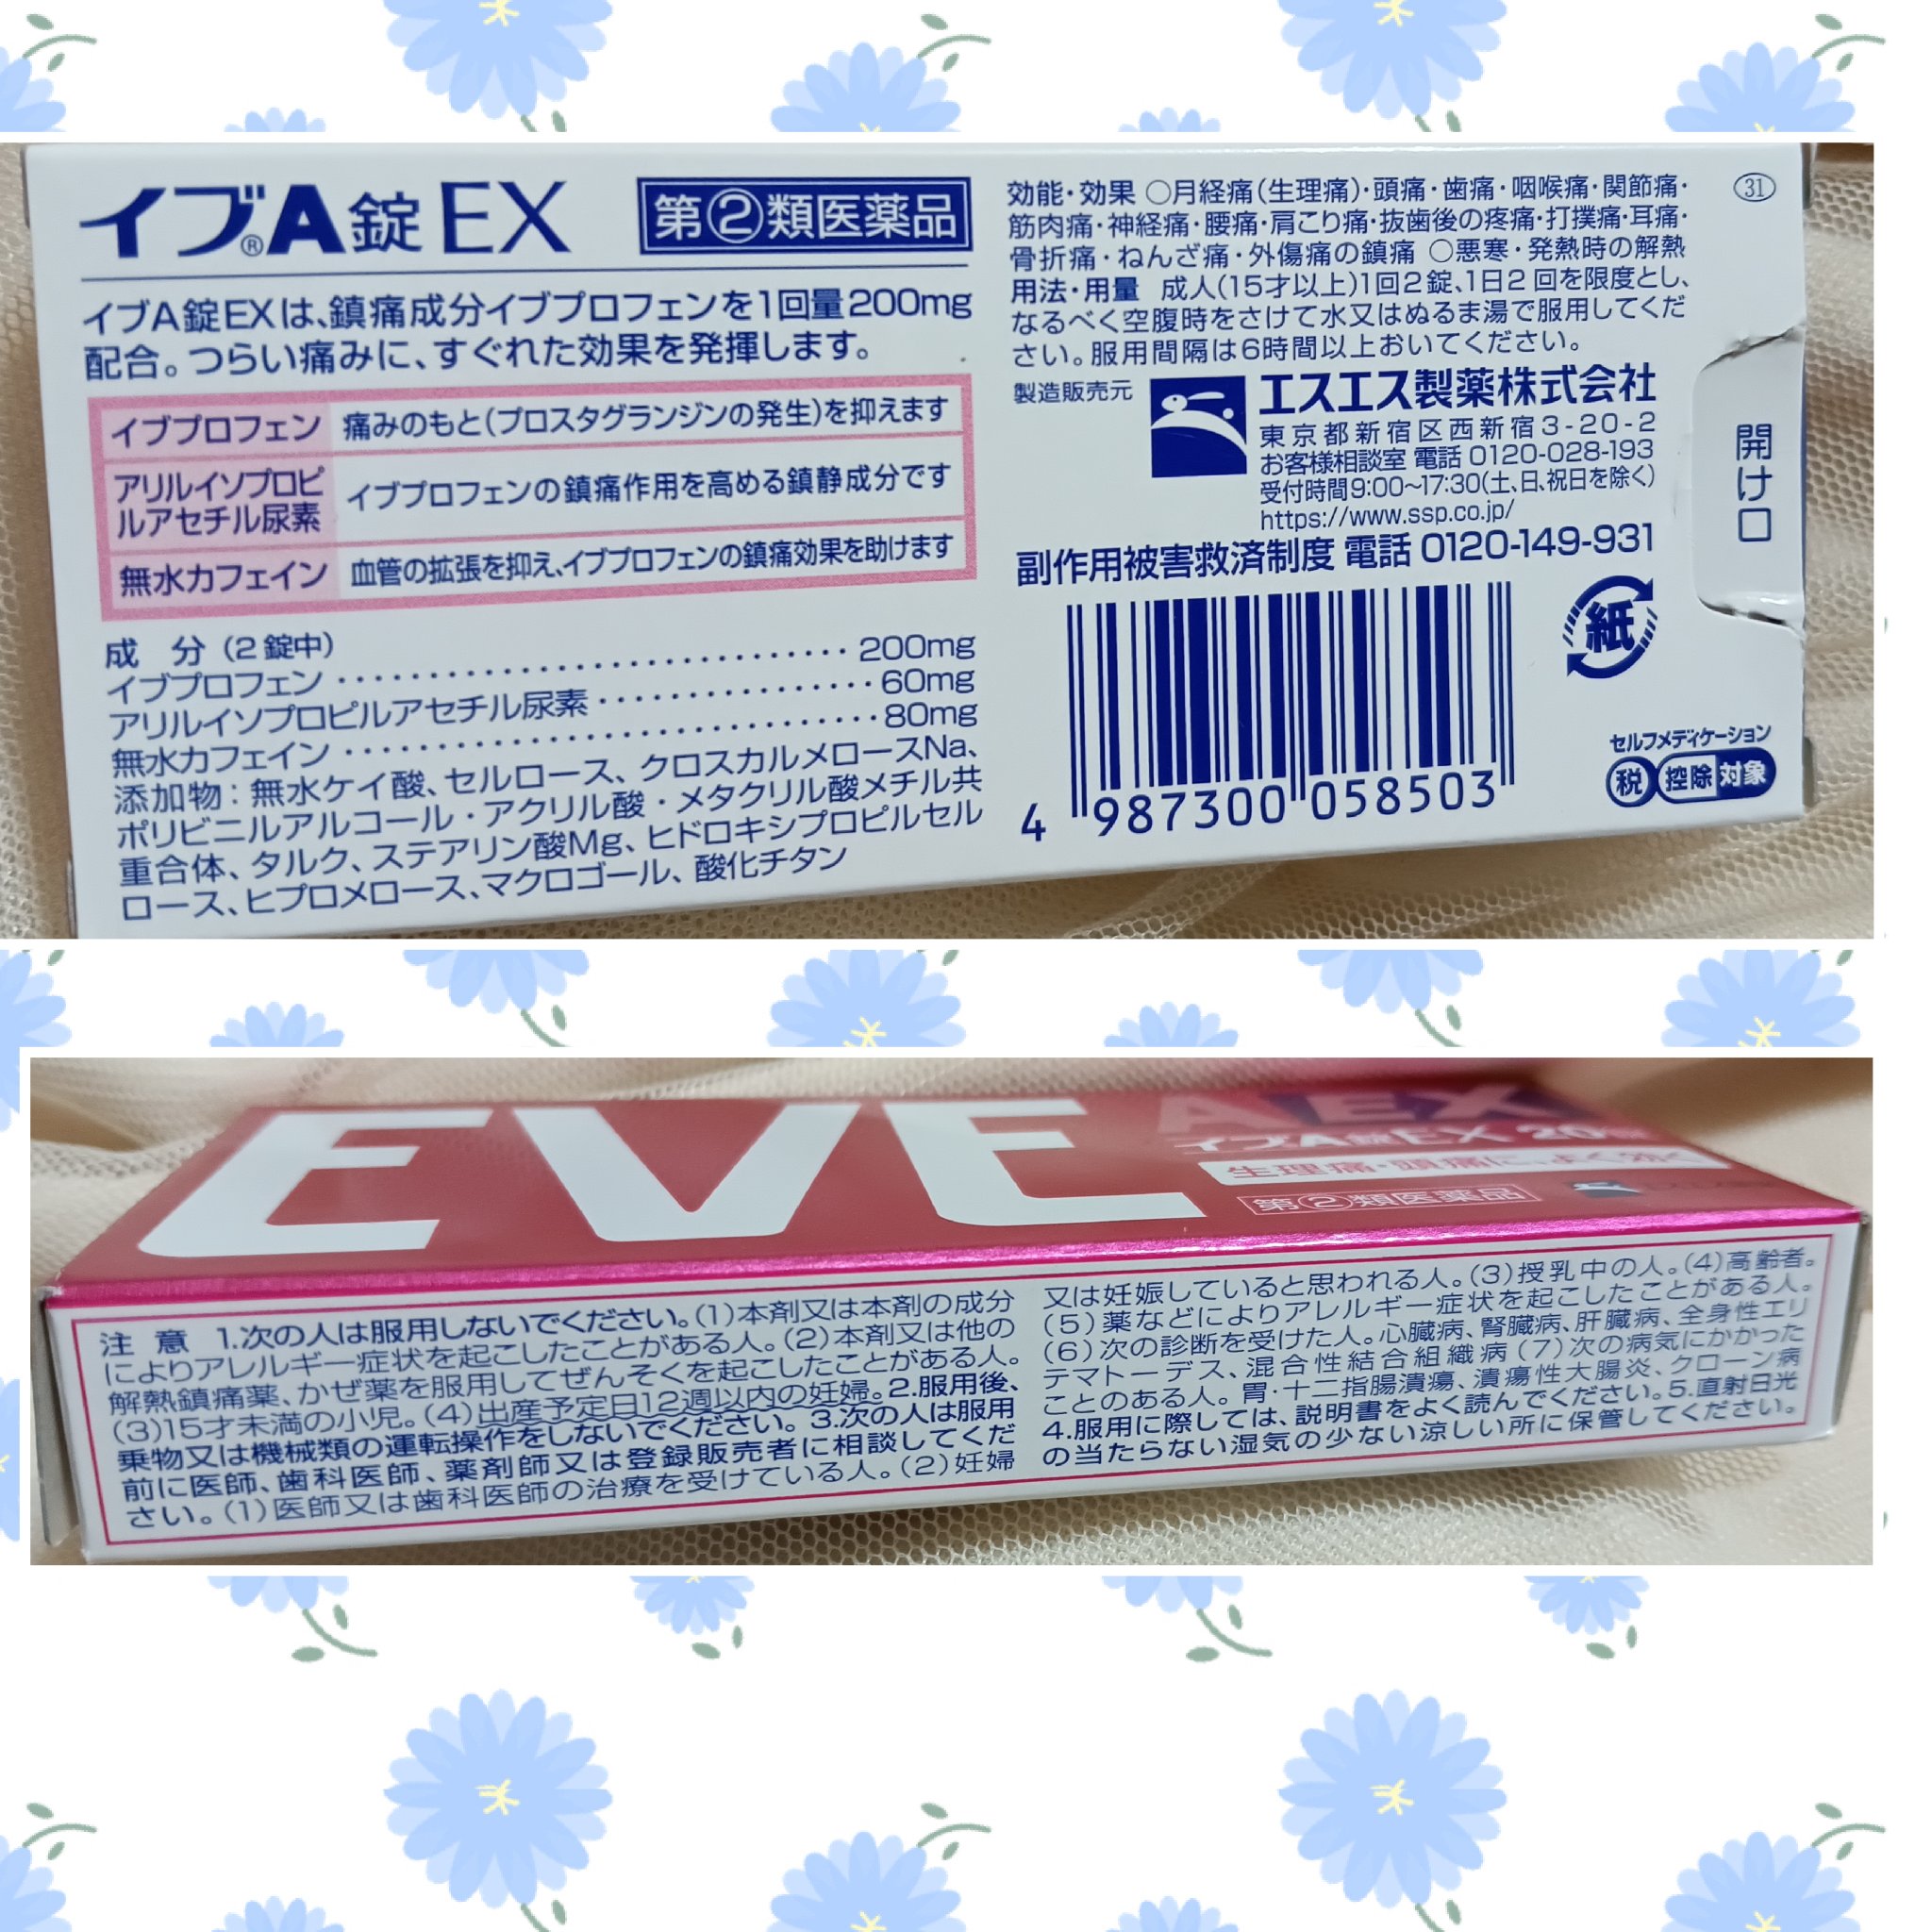 イブ®A錠EX 第②類医薬品
イブA錠EXは、鎮痛成分イブプロフェンを1回量200mg
配合。つらい痛みに、すぐれた効果を発揮します。
イブプロフェン 痛みのもと(プロスタグランジンの発生)を抑えます
アリルイソプロピ
ルアセチル尿素 イブプロフェンの鎮痛作用を高める鎮静成分です
無水カフェイン 血管の拡張を抑え、イブプロフェンの鎮痛効果を助けます
成 分(2錠中)
イブプロフェン・・・・・・・・・・・・・・・・・・・・・・・・・・・200mg
アリルイソプロピルアセチル尿素・・・・・・・・・・・・・・60mg
無水カフェイン・・・・・・・・・・・・・・・・・・・・・・・・・・・80mg
添加物:無水ケイ酸、セルロース、クロスカルメロースNa、
ポリビニルアルコール・アクリル酸・メタクリル酸メチル共
重合体、タルク、ステアリン酸Mg、ヒドロキシプロピルセル
ロース、ヒプロメロース、マクロゴール、酸化チタン
効能・効果 ○月経痛(生理痛)・頭痛・歯痛・咽喉痛・関節痛・
筋肉痛・神経痛・腰痛・肩こり痛・抜歯後の疼痛・打撲痛・耳痛・
骨折痛・ねんざ痛・外傷痛の鎮痛 ○悪寒・発熱時の解熱
用法・用量 成人(15才以上)1回2錠、1日2回を限度とし、
なるべく空腹時をさけて水又はぬるま湯で服用してくだ
さい。服用間隔は6時間以上おいてください。
㉛
製造販売元 エスエス製薬株式会社
東京都新宿区西新宿3-20-2
お客様相談室 電話 0120-028-193
受付時間9:00〜17:30(土、日、祝日を除く)
https://www.ssp.co.jp/
副作用被害救済制度 電話 0120-149-931
開け口
紙
4 987300 058503
セルフメディケーション
税 控除 対象
EVE
A EX
イブA錠EX 20
生理痛・頭痛に、よく効く
第②類医薬品
注 意 1.次の人は服用しないでください。(1)本剤又は本剤の成分
によりアレルギー症状を起こしたことがある人。(2)本剤又は他の
解熱鎮痛薬、かぜ薬を服用してぜんそくを起こしたことがある人。
(3)15才未満の小児。(4)出産予定日12週以内の妊婦。2.服用後、
乗物又は機械類の運転操作をしないでください。3.次の人は服用
前に医師、歯科医師、薬剤師又は登録販売者に相談してくだ
さい。(1)医師又は歯科医師の治療を受けている人。(2)妊婦
又は妊娠していると思われる人。(3)授乳中の人。(4)高齢者。
(5)薬などによりアレルギー症状を起こしたことがある人。
(6)次の診断を受けた人。心臓病、腎臓病、肝臓病、全身性エリ
テマトーデス、混合性結合組織病(7)次の病気にかかった
ことのある人。胃・十二指腸潰瘍、潰瘍性大腸炎、クローン病
4.服用に際しては、説明書をよく読んでください。5.直射日光
の当たらない湿気の少ない涼しい所に保管してください。